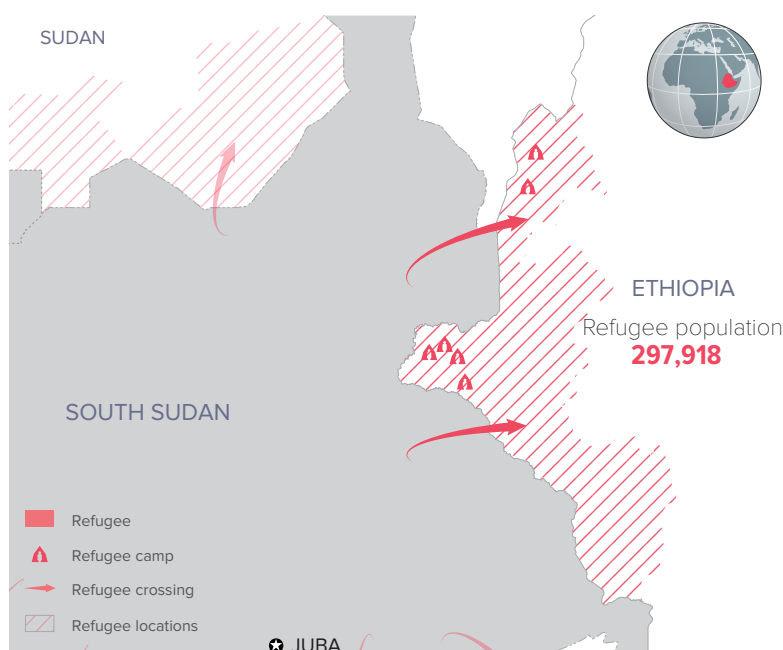 SUDAN
ETHIOPIA
Refugee population
297,918
SOUTH SUDAN
Refugee
Refugee camp
Refugee crossing
Refugee locations
JUBA